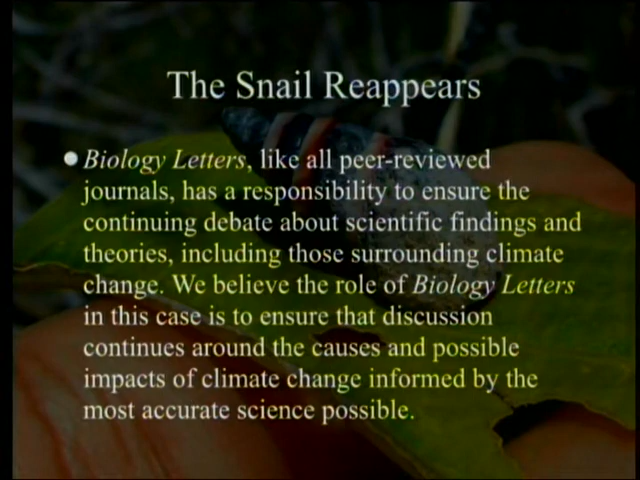 The Snail Reappears
Biology Letters, like all peer-reviewed
journals, has a responsibility to ensure the
continuing debate about scientific findings and
theories, including those surrounding climate
change. We believe the role of Biology Letters
in this case is to ensure that discussion
continues around the causes and possible
impacts of climate change informed by the
most accurate science possible.